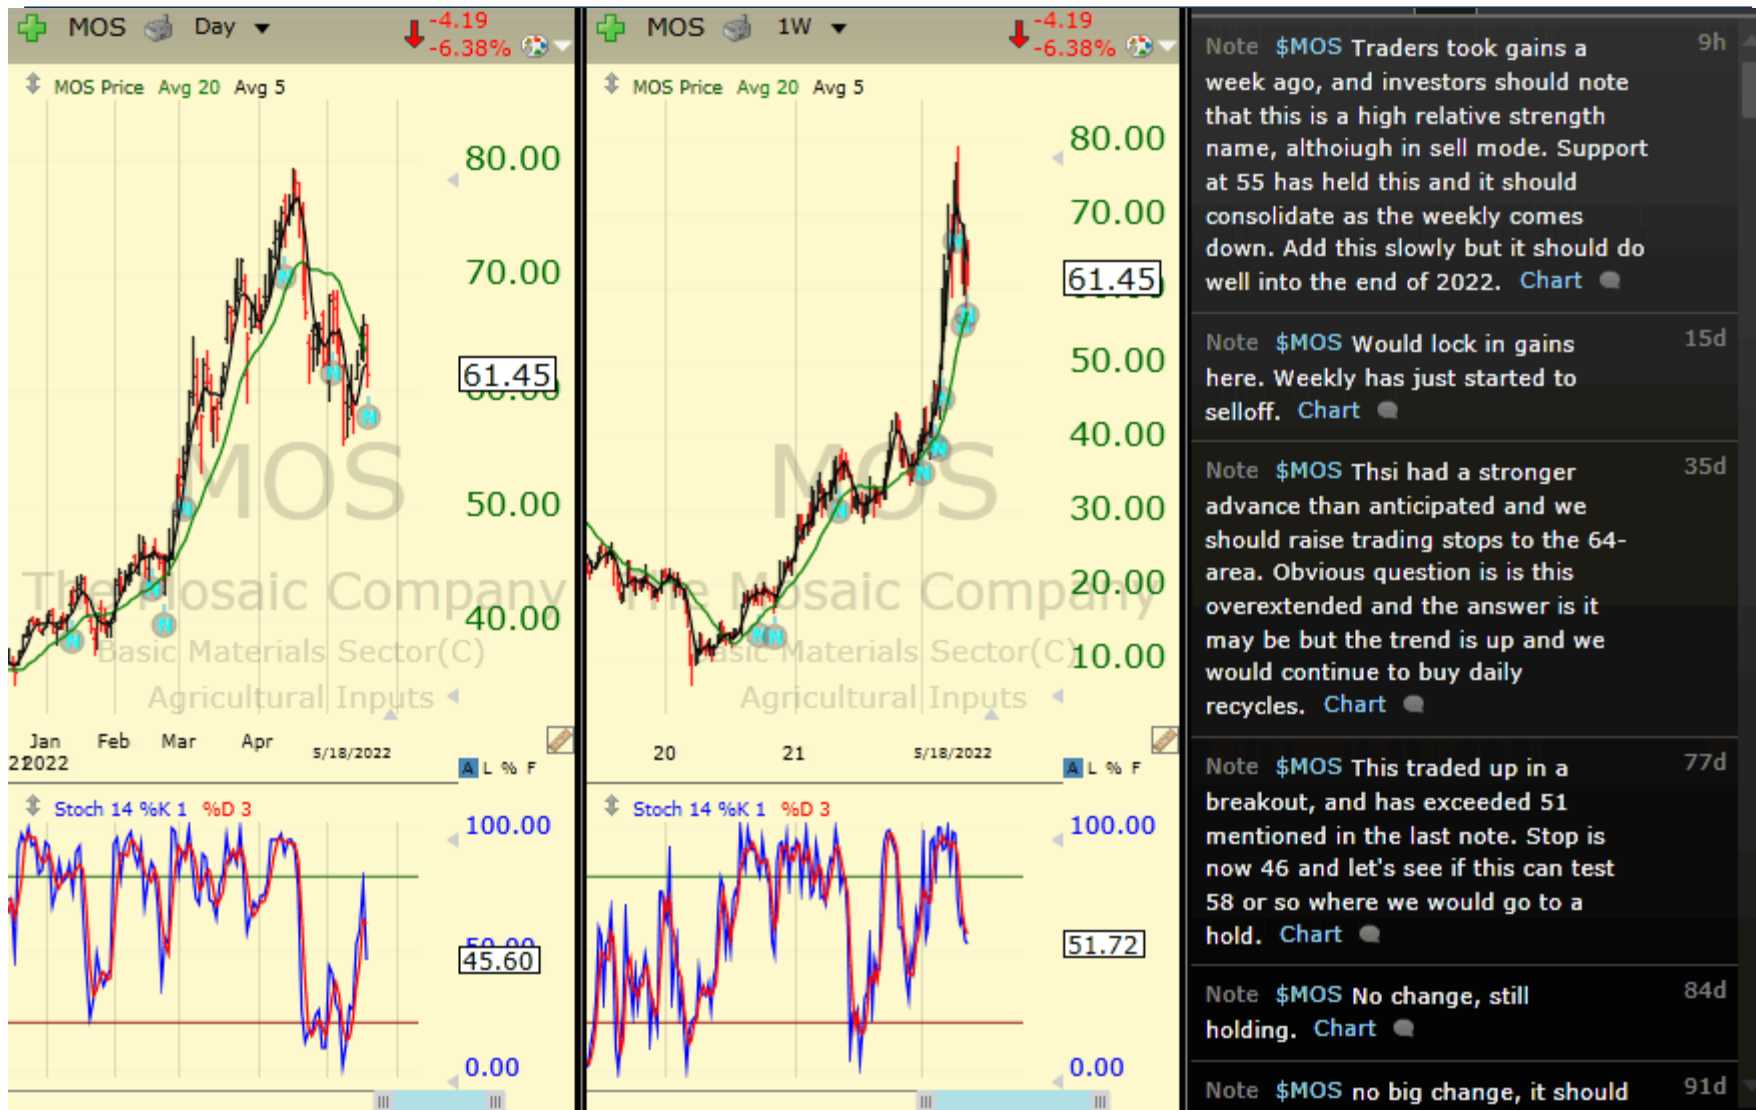 MOS Day -4.19
-6.38%
MOS Price Avg 20 Avg 5
80.00
70.00
61.45
50.00
40.00
MOS
The Mosaic Company
Basic Materials Sector(C)
Agricultural Inputs
Jan Feb Mar Apr 5/18/2022
2022
A L % F
Stoch 14 %K 1 %D 3
100.00
50.00
45.60
0.00
MOS 1W -4.19
-6.38%
MOS Price Avg 20 Avg 5
80.00
70.00
61.45
50.00
40.00
30.00
20.00
10.00
MOS
The Mosaic Company
Basic Materials Sector(C)
Agricultural Inputs
20 21 5/18/2022
A L % F
Stoch 14 %K 1 %D 3
100.00
51.72
0.00
Note $MOS Traders took gains a 9h
week ago, and investors should note
that this is a high relative strength
name, althoiugh in sell mode. Support
at 55 has held this and it should
consolidate as the weekly comes
down. Add this slowly but it should do
well into the end of 2022. Chart
Note $MOS Would lock in gains 15d
here. Weekly has just started to
selloff. Chart
Note $MOS Thsi had a stronger 35d
advance than anticipated and we
should raise trading stops to the 64-
area. Obvious question is is this
overextended and the answer is it
may be but the trend is up and we
would continue to buy daily
recycles. Chart
Note $MOS This traded up in a 77d
breakout, and has exceeded 51
mentioned in the last note. Stop is
now 46 and let's see if this can test
58 or so where we would go to a
hold. Chart
Note $MOS No change, still 84d
holding. Chart
Note $MOS no big change, it should 91d